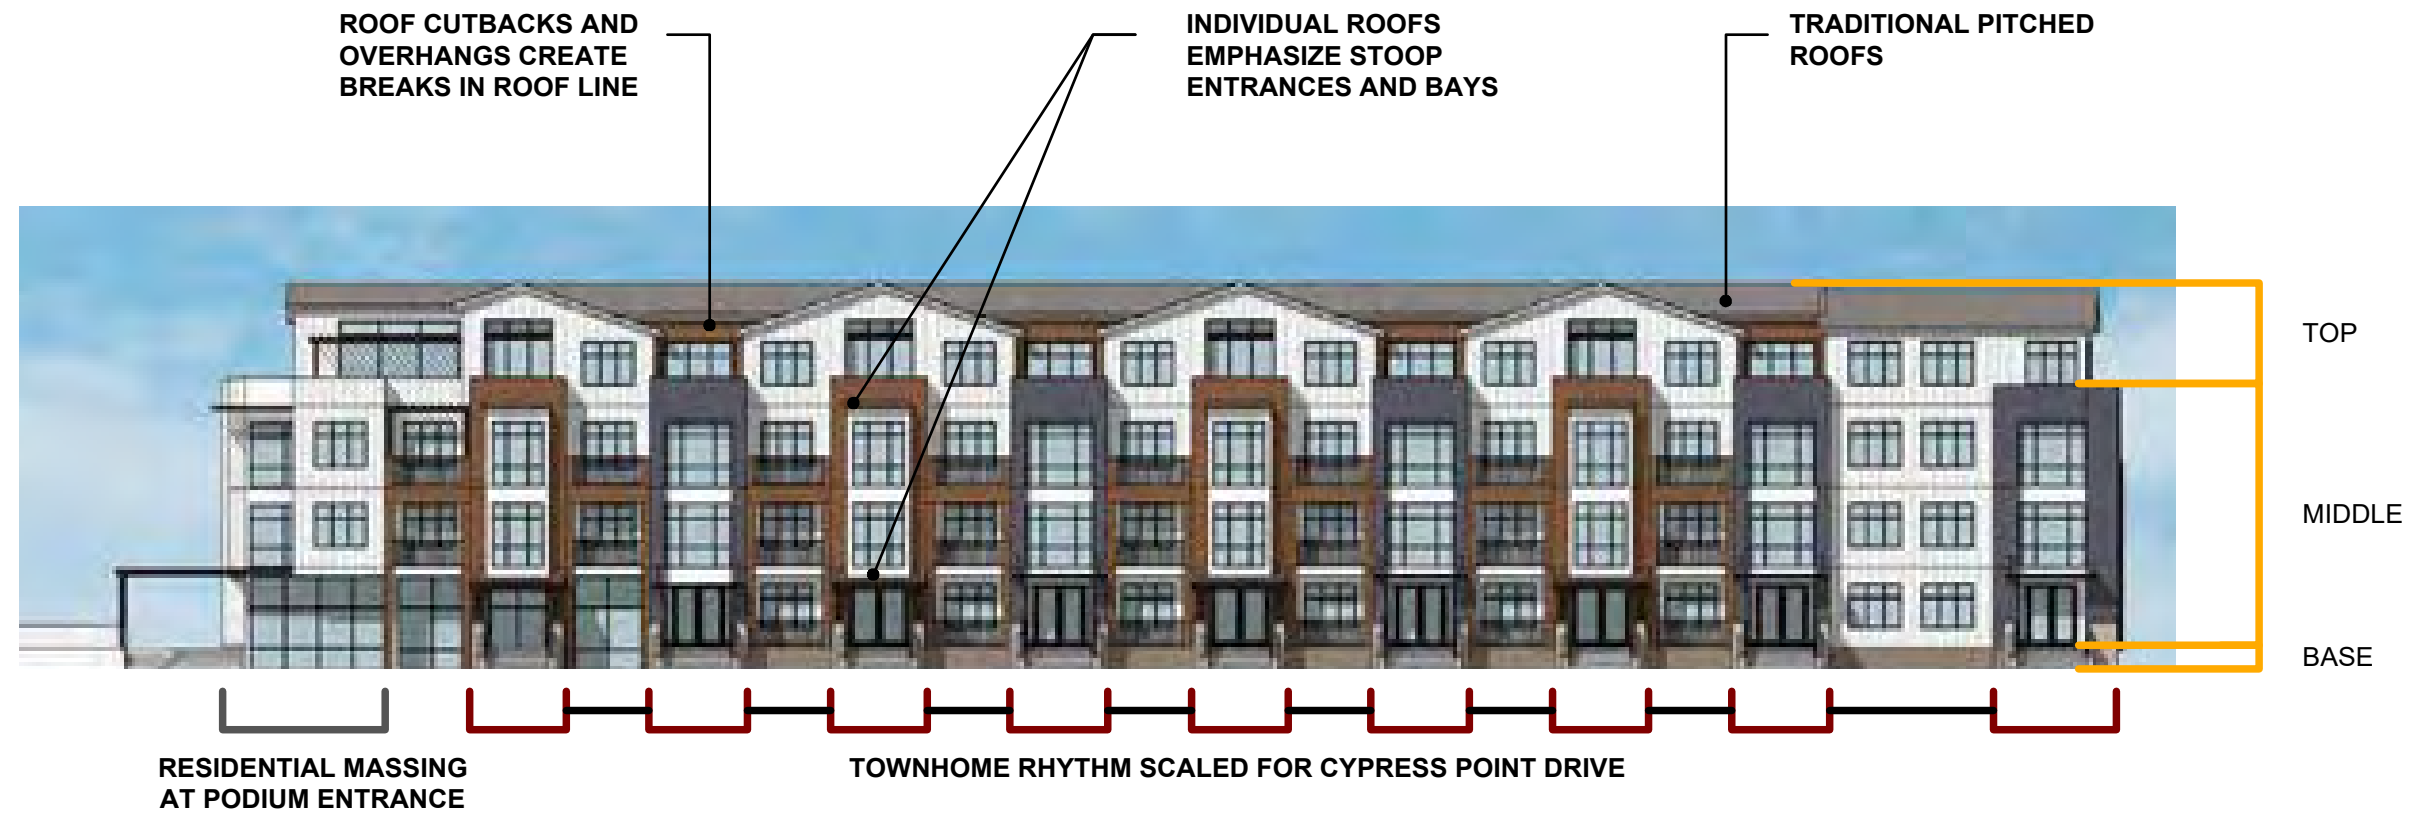 ROOF CUTBACKS AND
OVERHANGS CREATE
BREAKS IN ROOF LINE
INDIVIDUAL ROOFS
EMPHASIZE STOOP
ENTRANCES AND BAYS
TRADITIONAL PITCHED
ROOFS
TOP
MIDDLE
BASE
RESIDENTIAL MASSING
AT PODIUM ENTRANCE
TOWNHOME RHYTHM SCALED FOR CYPRESS POINT DRIVE